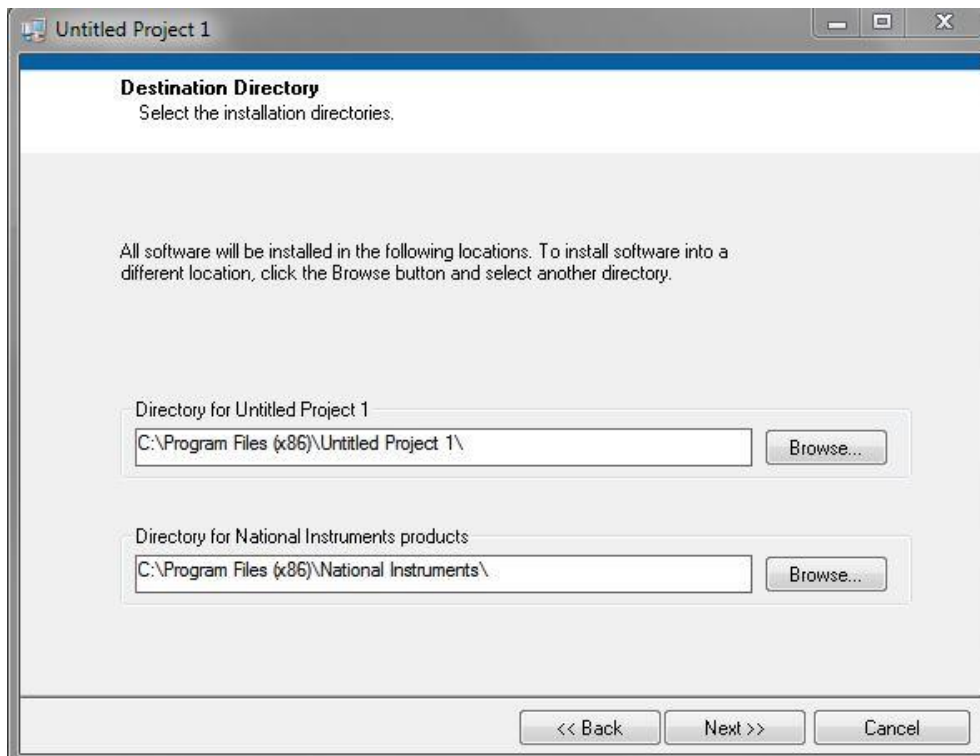 Untitled Project 1
Destination Directory
Select the installation directories.
All software will be installed in the following locations. To install software into a
different location, click the Browse button and select another directory.
Directory for Untitled Project 1
C:\Program Files (x86)\Untitled Project 1\
Browse...
Directory for National Instruments products
C:\Program Files (x86)\National Instruments\
Browse...
<< Back
Next >>
Cancel